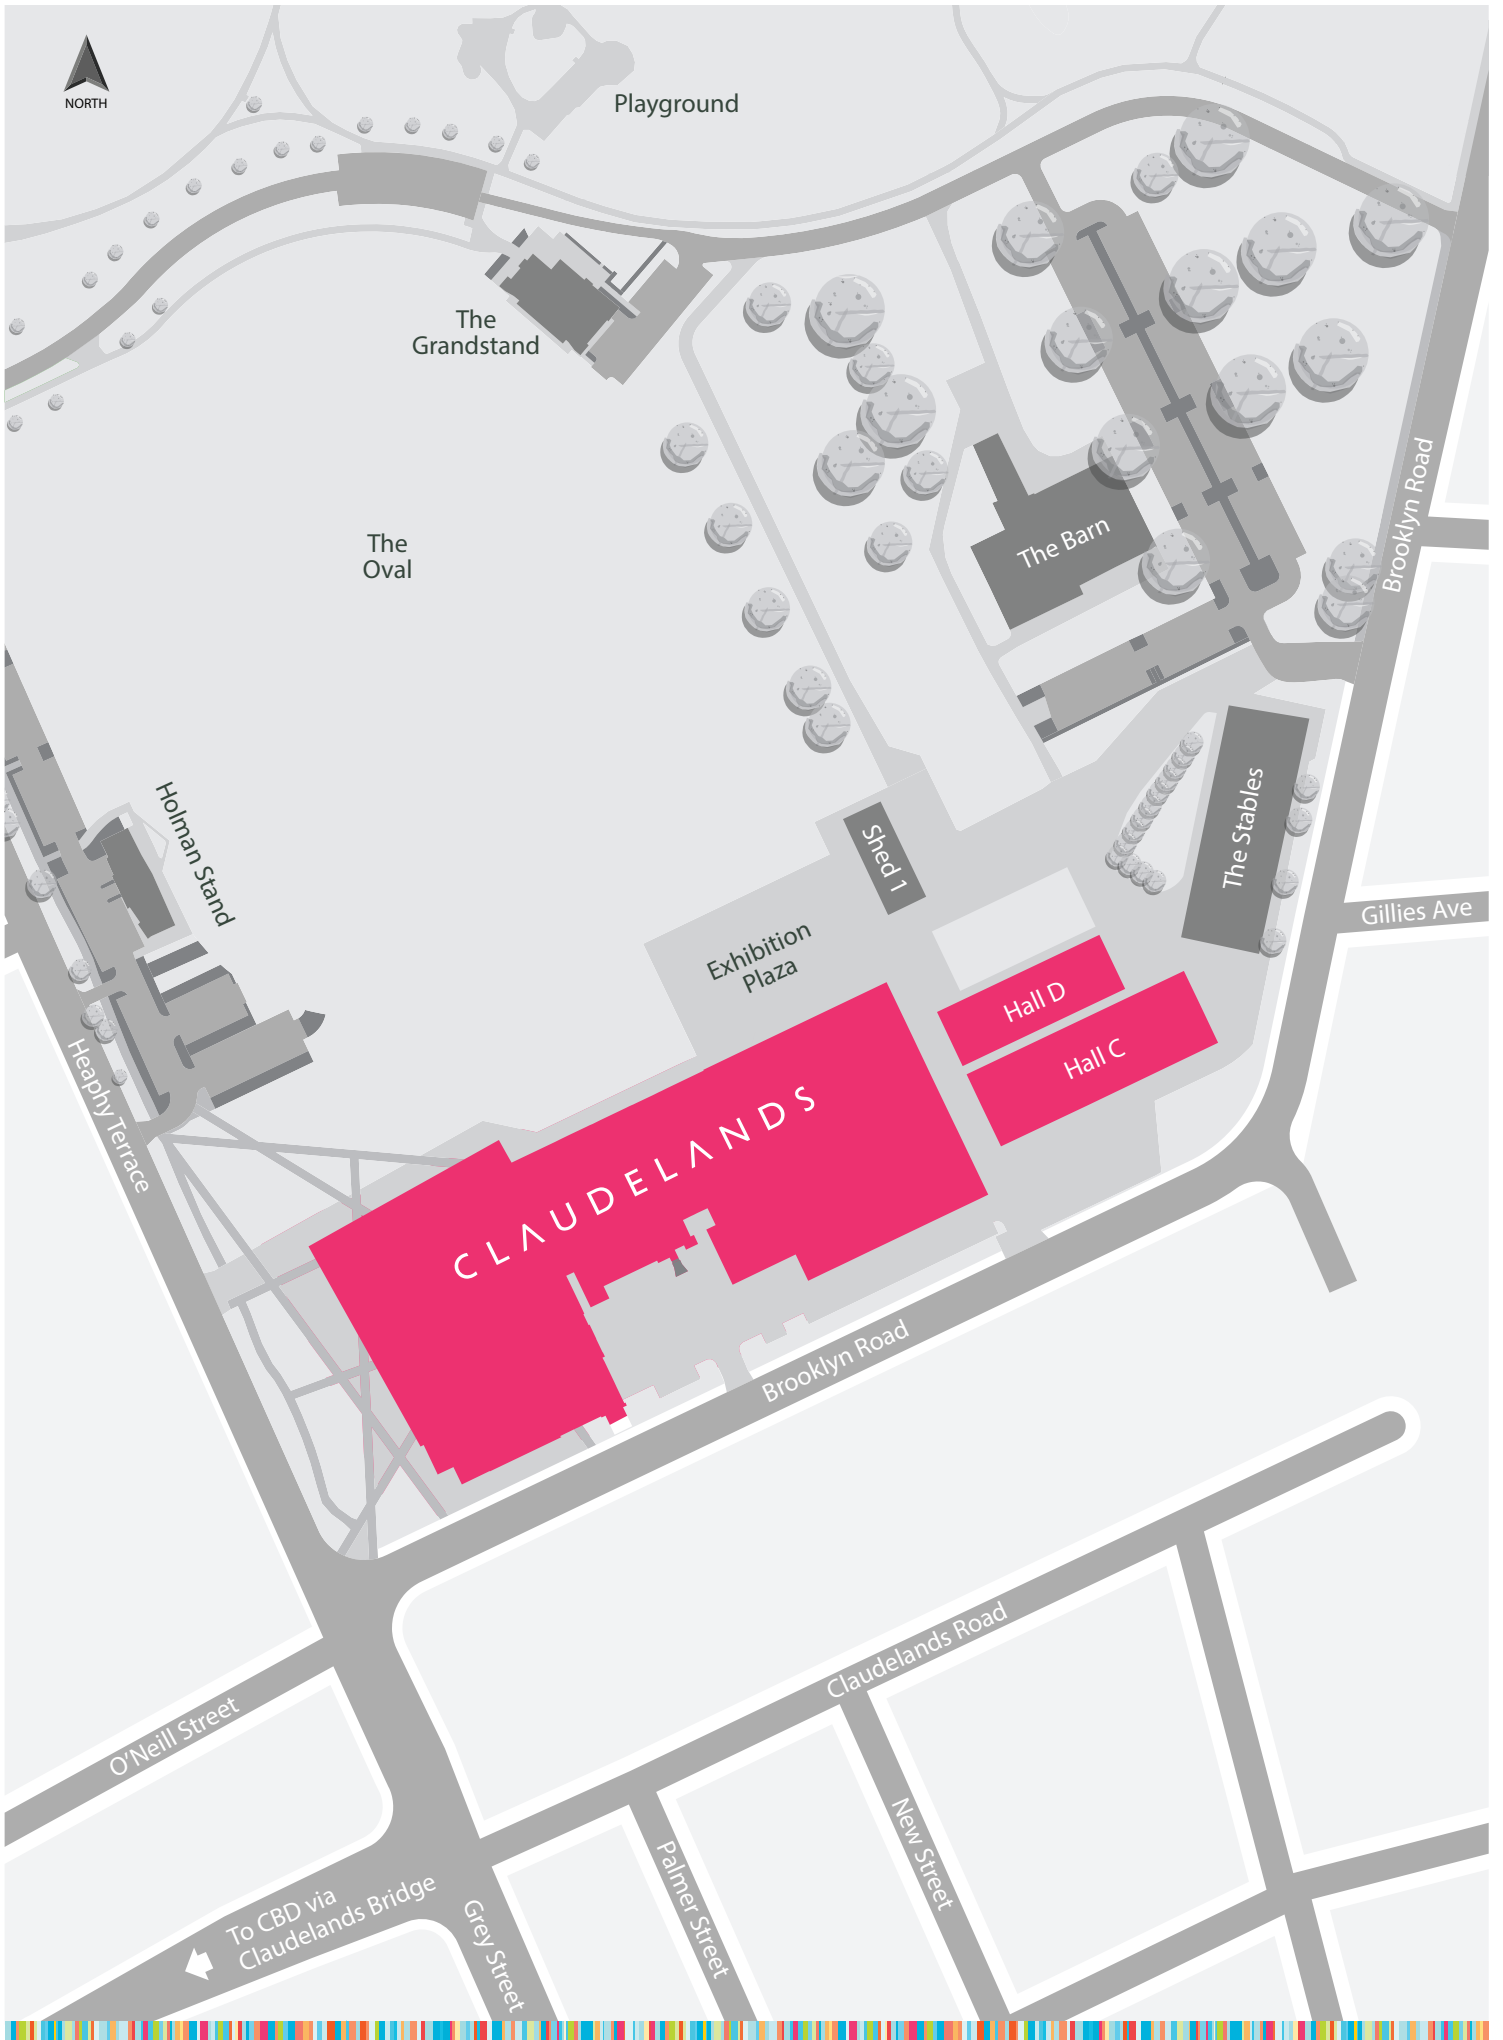 NORTH
Playground
The
Grandstand
The
Oval
The Barn
Brooklyn Road
Holman Stand
Shed 1
The Stables
Gillies Ave
Exhibition
Plaza
Hall D
Hall C
Heaphy Terrace
CLAUDELANDS
Brooklyn Road
Claudelands Road
O'Neill Street
New Street
Palmer Street
To CBD via
Claudelands Bridge
Grey Street